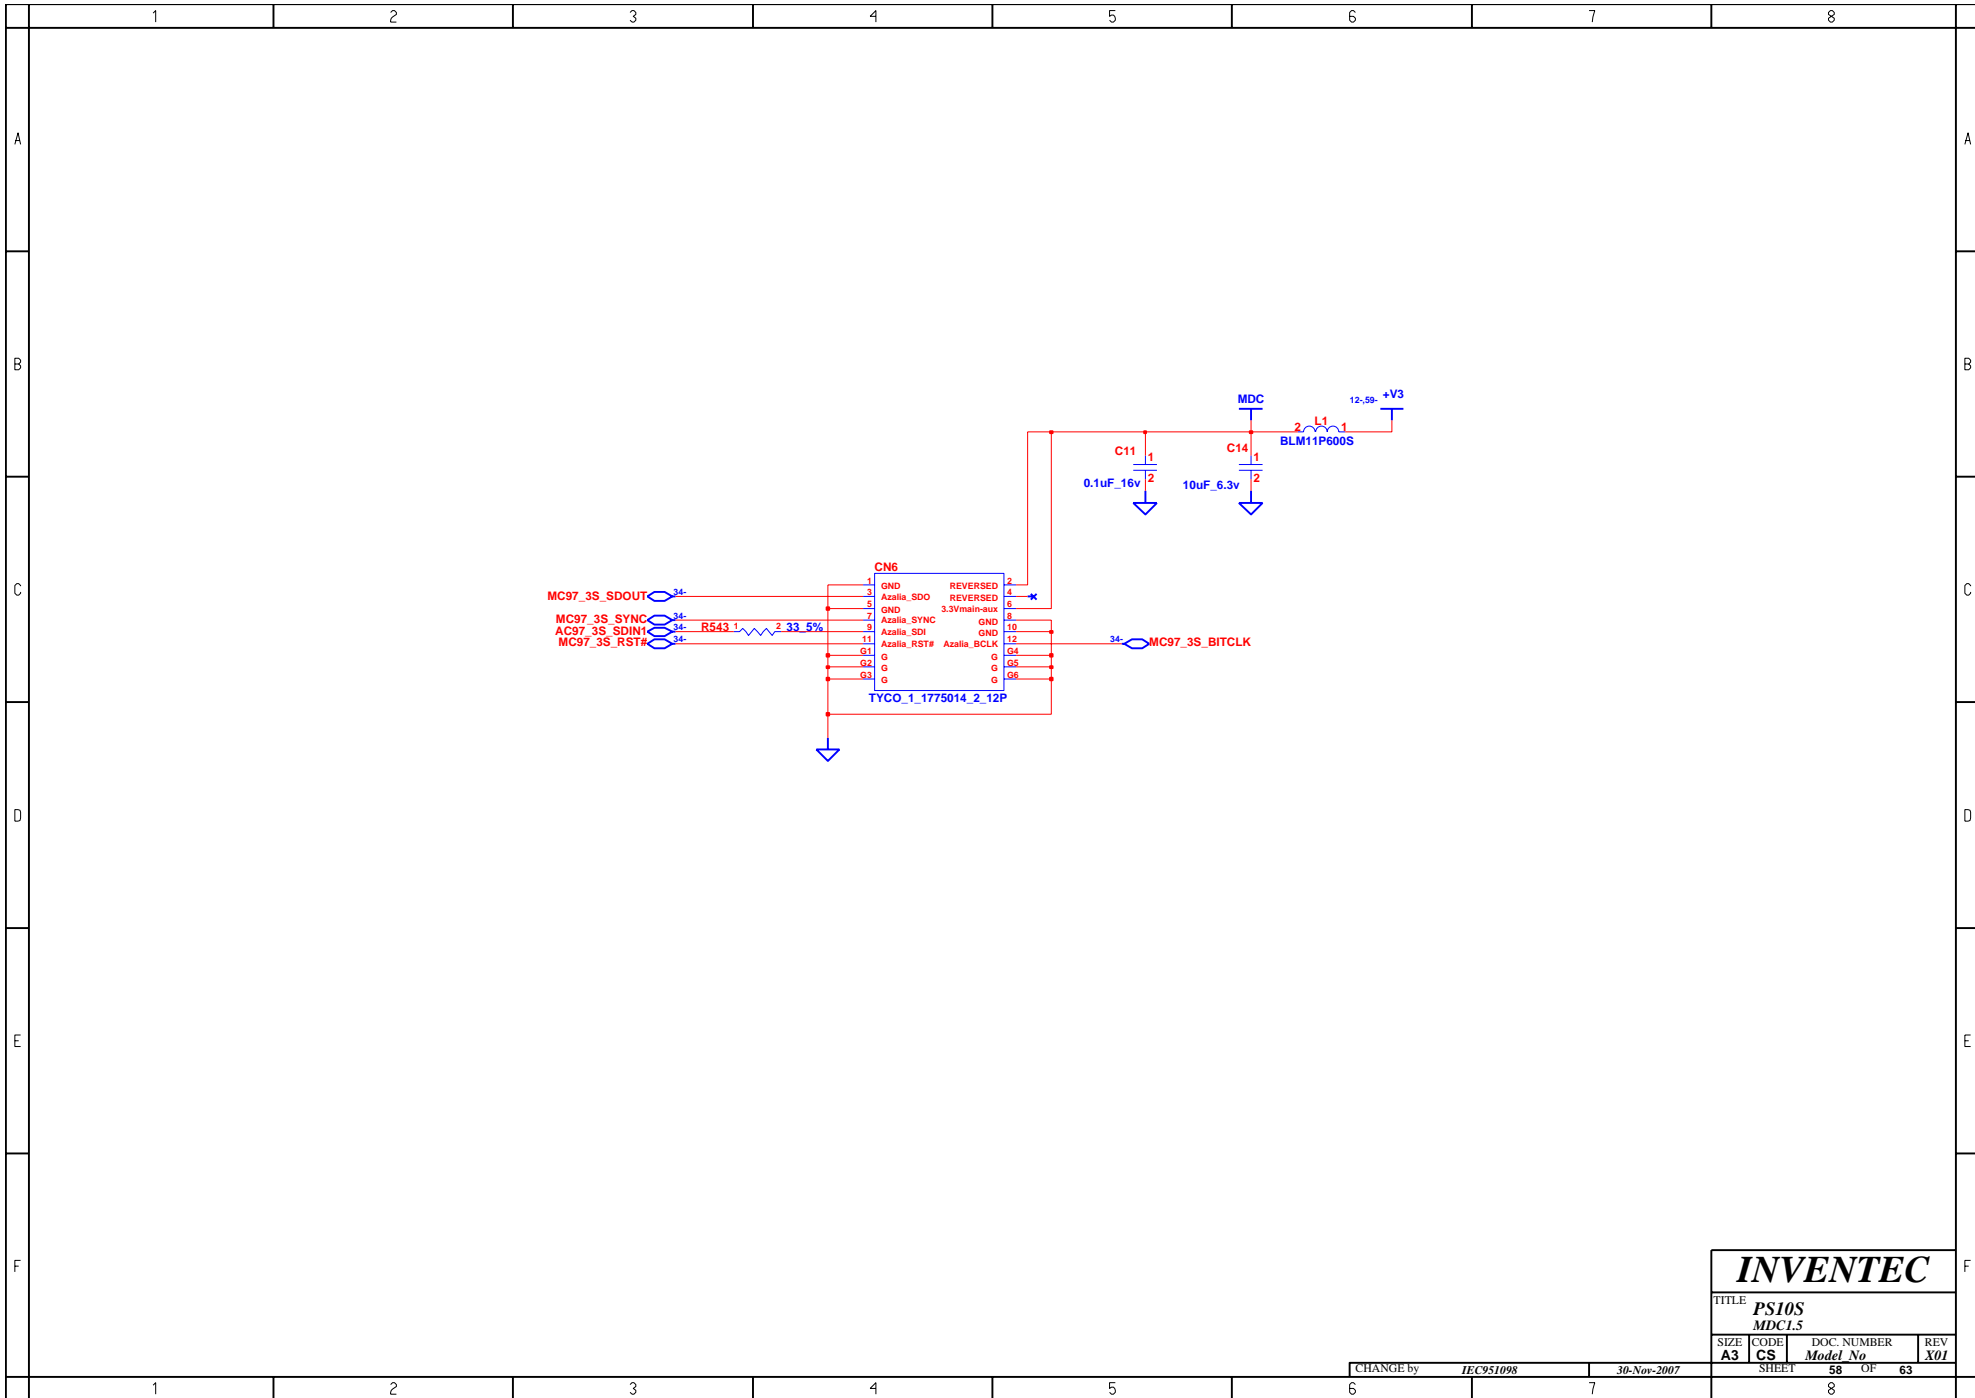 1 2 3 4 5 6 7 8
A A
B B
MDC
12-,59- +V3
2 L1 1
BLM11P600S
C11 1
2
0.1uF_16v
C14 1
2
10uF_6.3v
C C
CN6
MC97_3S_SDOUT 34-
MC97_3S_SYNC 34-
AC97_3S_SDIN1 34- R543 1 2 33_5%
MC97_3S_RST# 34-
1 GND REVERSED 2
3 Azalia_SDO REVERSED 4
5 GND 3.3Vmain-aux 6
7 Azalia_SYNC GND 8
9 Azalia_SDI GND 10
11 Azalia_RST# Azalia_BCLK 12
G1 G G G4
G2 G G G5
G3 G G G6
34- MC97_3S_BITCLK
TYCO_1_1775014_2_12P
D D
E E
F F
INVENTEC
TITLE PS10S
MDC1.5
SIZE CODE DOC. NUMBER REV
A3 CS Model_No X01
CHANGE by IEC951098 30-Nov-2007 SHEET 58 OF 63
1 2 3 4 5 6 7 8